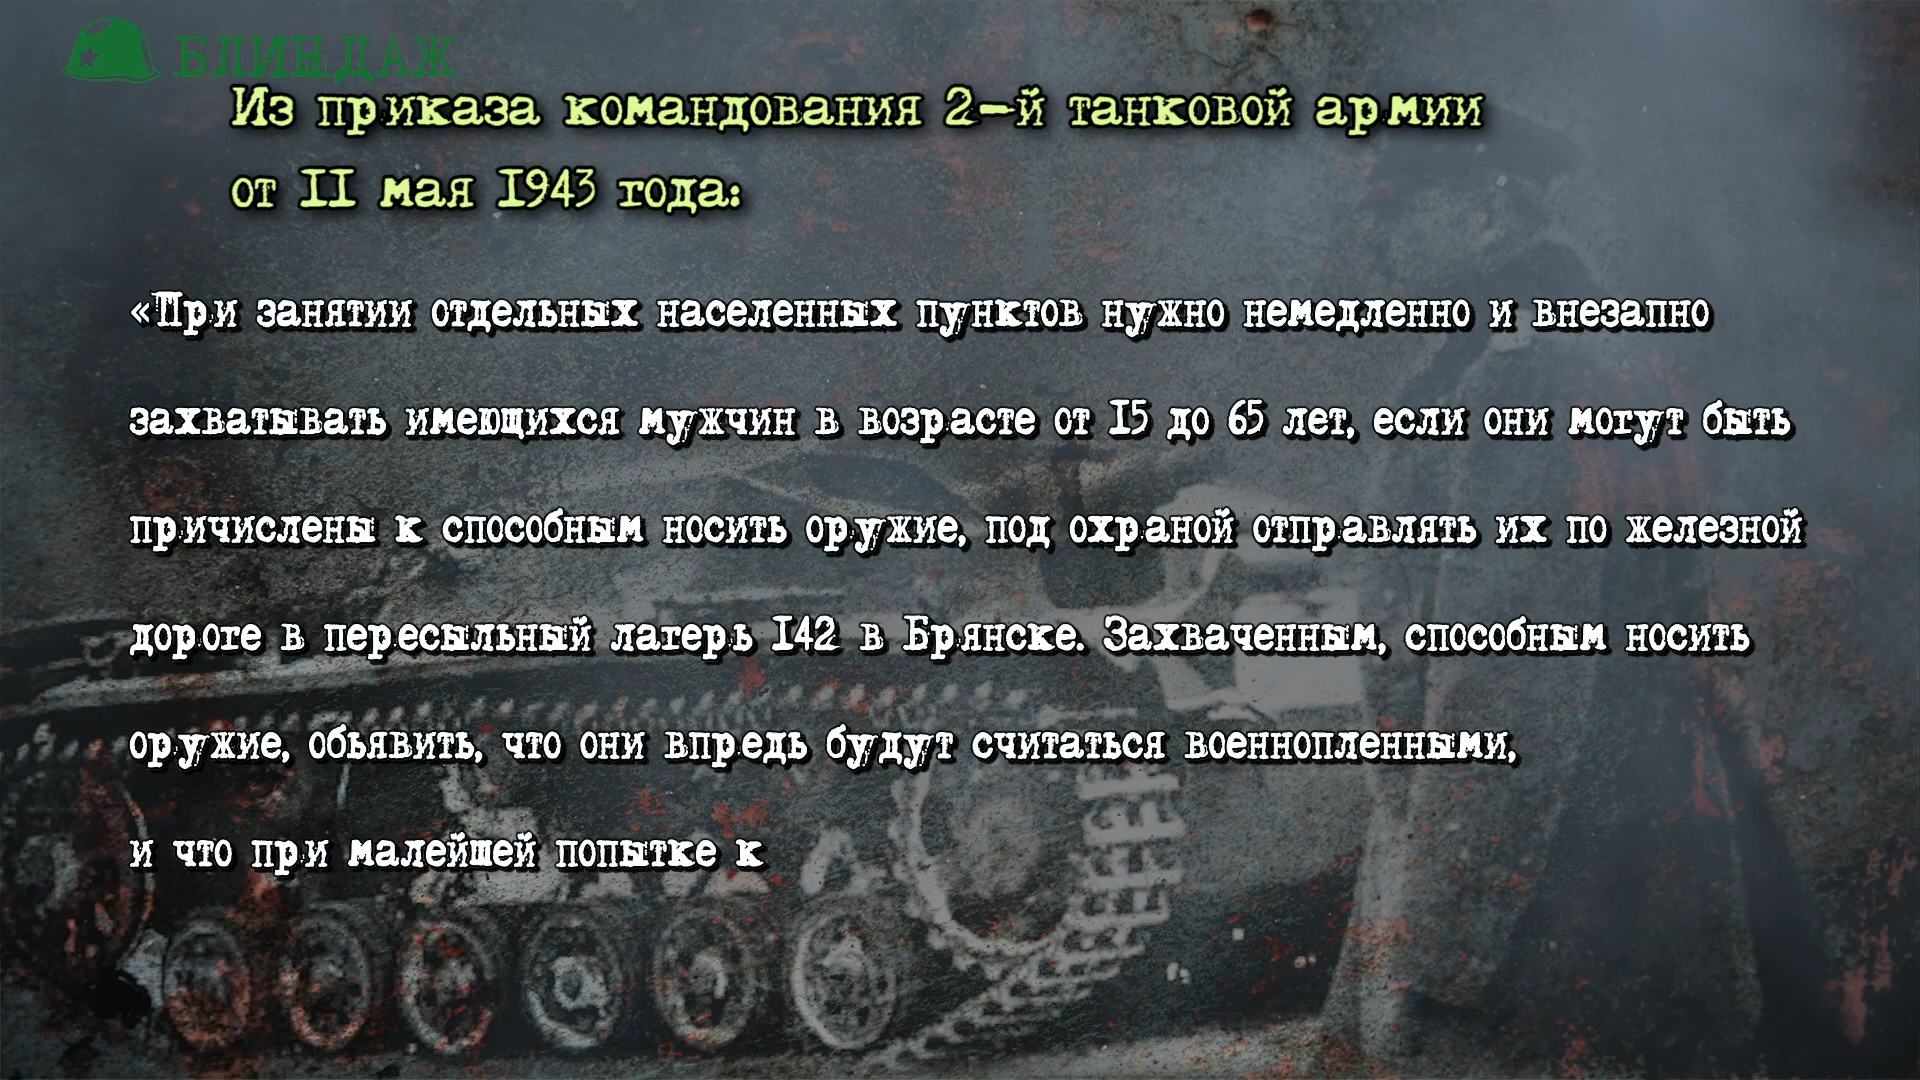 БЛИНДАЖ
Из приказа командования 2-й танковой армии
от 11 мая 1943 года:
«При занятии отдельных населенных пунктов нужно немедленно и внезапно
захватывать имеющихся мужчин в возрасте от 15 до 65 лет, если они могут быть
причислены к способным носить оружие, под охраной отправлять их по железной
дороге в пересыльный лагерь 142 в Брянске. Захваченным, способным носить
оружие, обьявить, что они впредь будут считаться военнопленными,
и что при малейшей попытке к